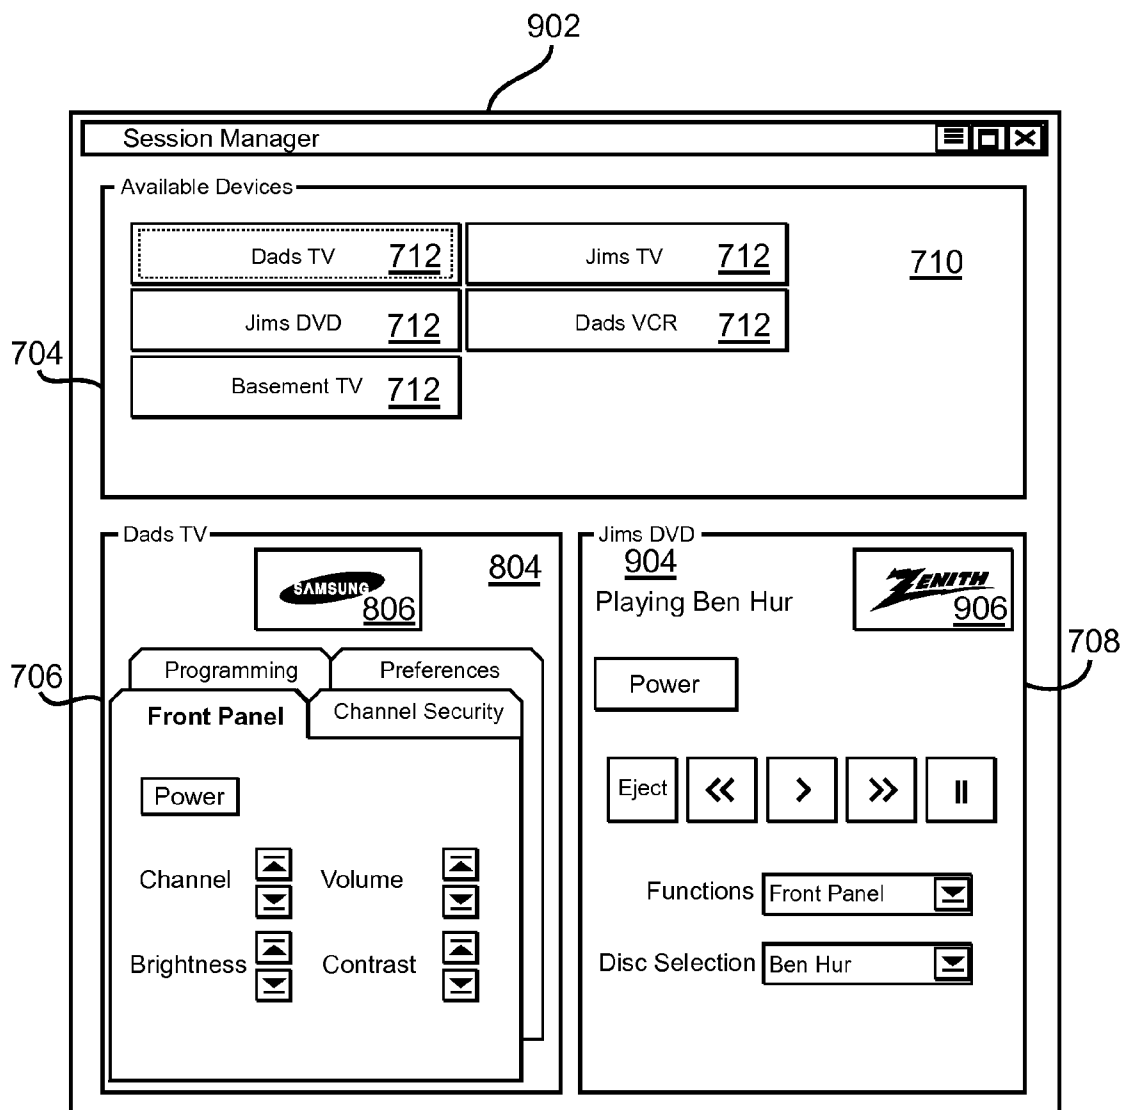 902
Session Manager
Available Devices
Dads TV 712
Jims TV 712
710
Jims DVD 712
Dads VCR 712
704
Basement TV 712
Dads TV
SAMSUNG
806
804
706
Programming
Preferences
Front Panel
Channel Security
Power
Channel
Volume
Brightness
Contrast
Jims DVD
904
Playing Ben Hur
ZENITH
906
708
Power
Eject
<<
>
>>
II
Functions Front Panel
Disc Selection Ben Hur